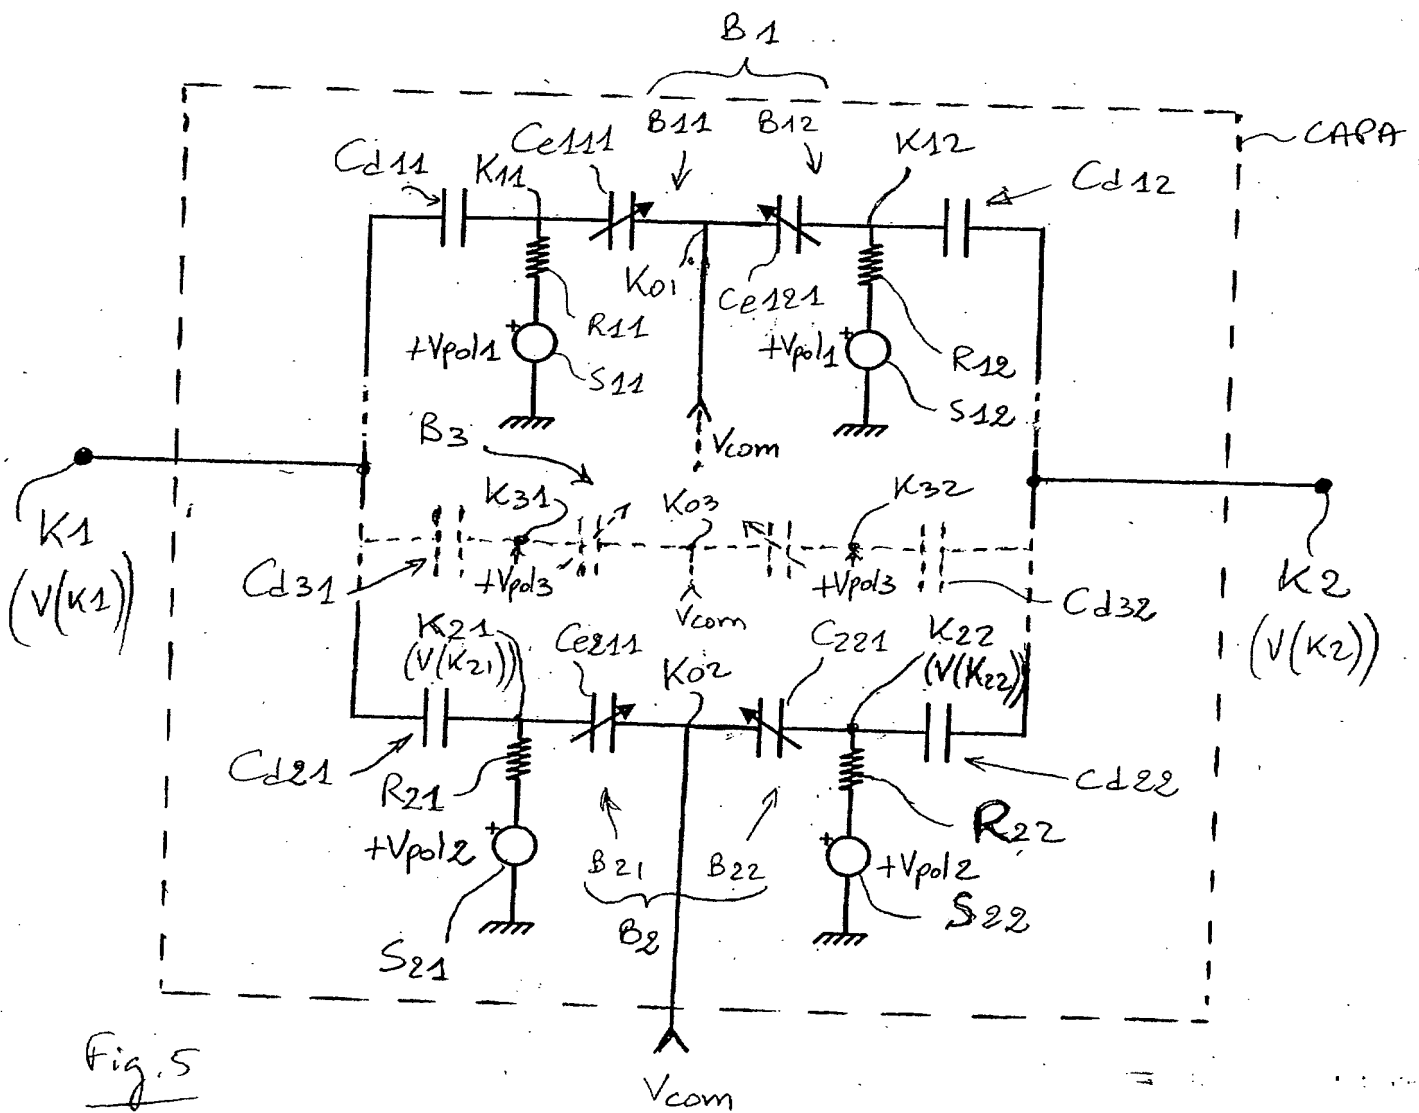 B1
CAPA
B11
B12
Cd11
K11
Ce111
K12
Cd12
K01
Ce121
R11
+Vpol1
S11
+
+Vpol1
R12
S12
+
B3
Vcom
K1
(V(K1))
K31
K03
K32
Cd31
+Vpol3
Vcom
+Vpol3
Cd32
K2
(V(K2))
K21
(V(K21))
Ce211
K02
C221
K22
(V(K22))
Cd21
R21
+Vpol2
S21
+
B21
B22
B2
R22
+Vpol2
S22
+
Cd22
Fig.5
Vcom